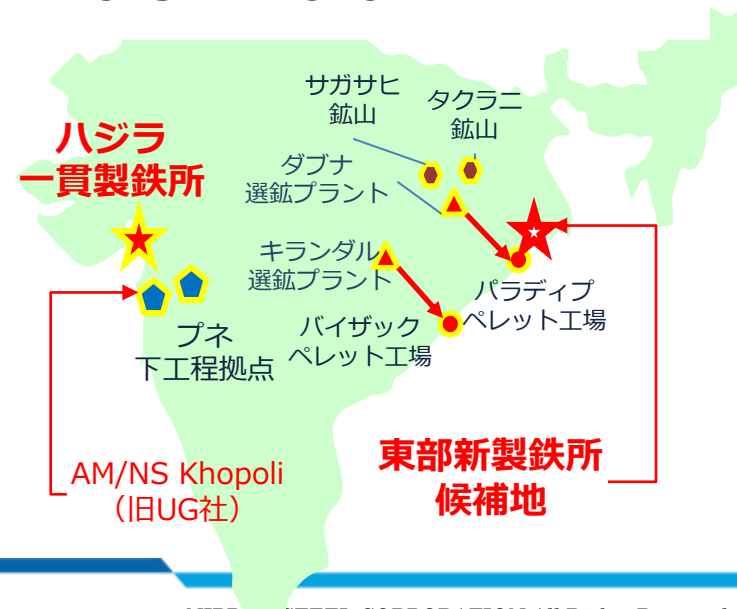 サガサヒ
鉱山
タクラニ
鉱山
ハジラ
一貫製鉄所
ダブナ
選鉱プラント
キランダル
選鉱プラント
パラディプ
ペレット工場
バイザック
ペレット工場
プネ
下工程拠点
AM/NS Khopoli
（旧UG社）
東部新製鉄所
候補地